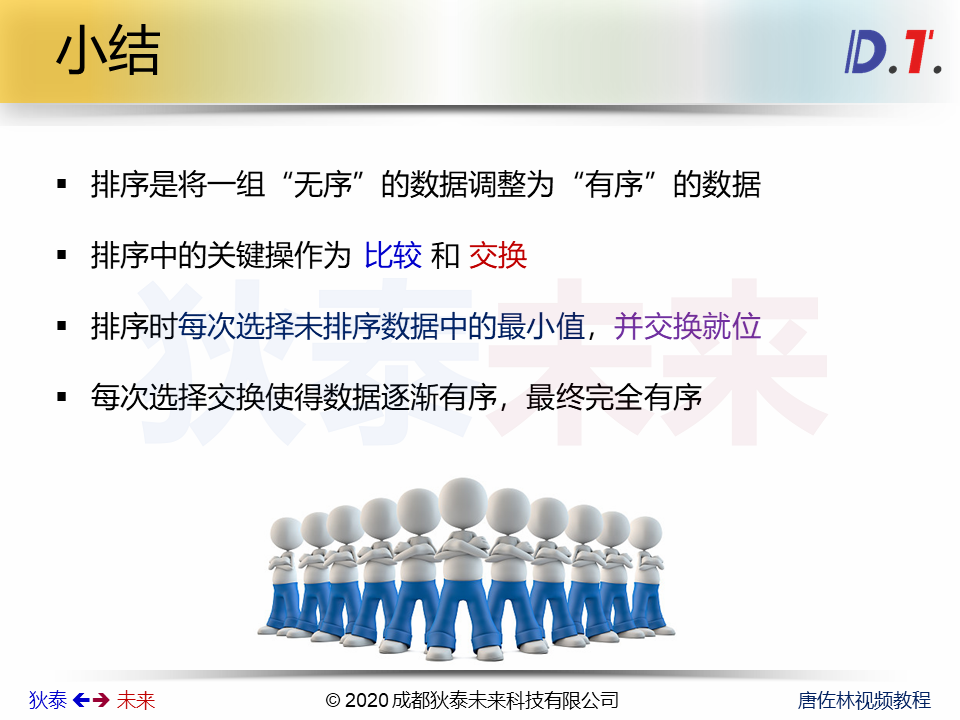 小结
D.T.
排序是将一组“无序”的数据调整为“有序”的数据
排序中的关键操作为 比较 和 交换
排序时每次选择未排序数据中的最小值，并交换就位
每次选择交换使得数据逐渐有序，最终完全有序
狄泰未来
狄泰 未来
© 2020 成都狄泰未来科技有限公司
唐佐林视频教程